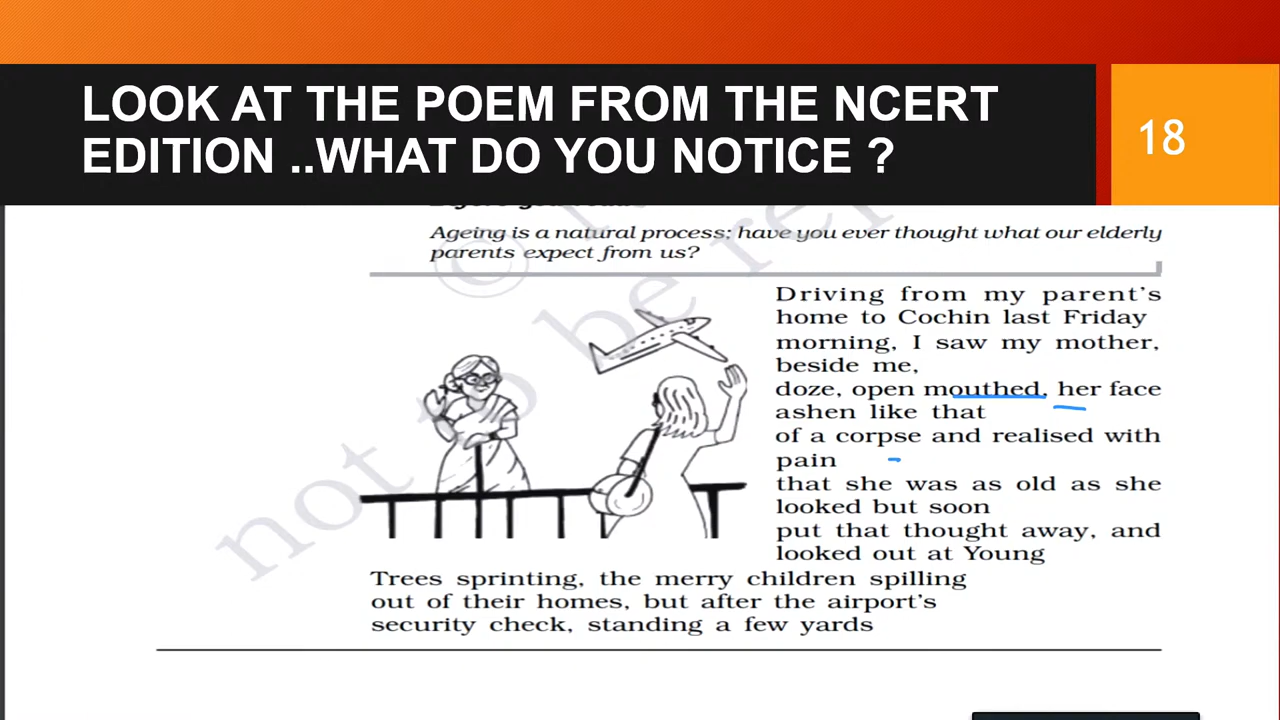 LOOK AT THE POEM FROM THE NCERT
EDITION ..WHAT DO YOU NOTICE ?
18
Ageing is a natural process; have you ever thought what our elderly
parents expect from us?
Driving from my parent's
home to Cochin last Friday
morning, I saw my mother,
beside me,
doze, open mouthed, her face
ashen like that
of a corpse and realised with
pain
that she was as old as she
looked but soon
put that thought away, and
looked out at Young
Trees sprinting, the merry children spilling
out of their homes, but after the airport's
security check, standing a few yards
not to be re